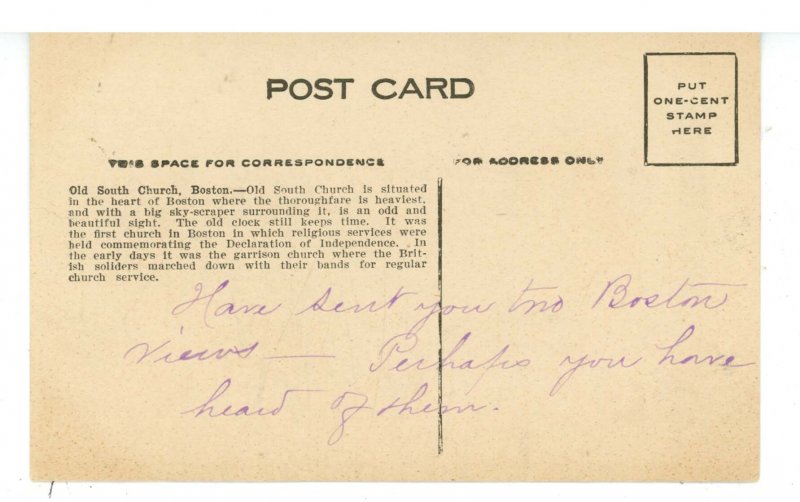 POST CARD
PUT
ONE-CENT
STAMP
HERE
THIS SPACE FOR CORRESPONDENCE
FOR ADDRESS ONLY
Old South Church, Boston.—Old South Church is situated
in the heart of Boston where the thoroughfare is heaviest,
and with a big sky-scraper surrounding it, is an odd and
beautiful sight. The old clock still keeps time. It was
the first church in Boston in which religious services were
held commemorating the Declaration of Independence. In
the early days it was the garrison church where the Brit-
ish soliders marched down with their bands for regular
church service.
Have sent you two Boston
views — Perhaps you have
heard of them.